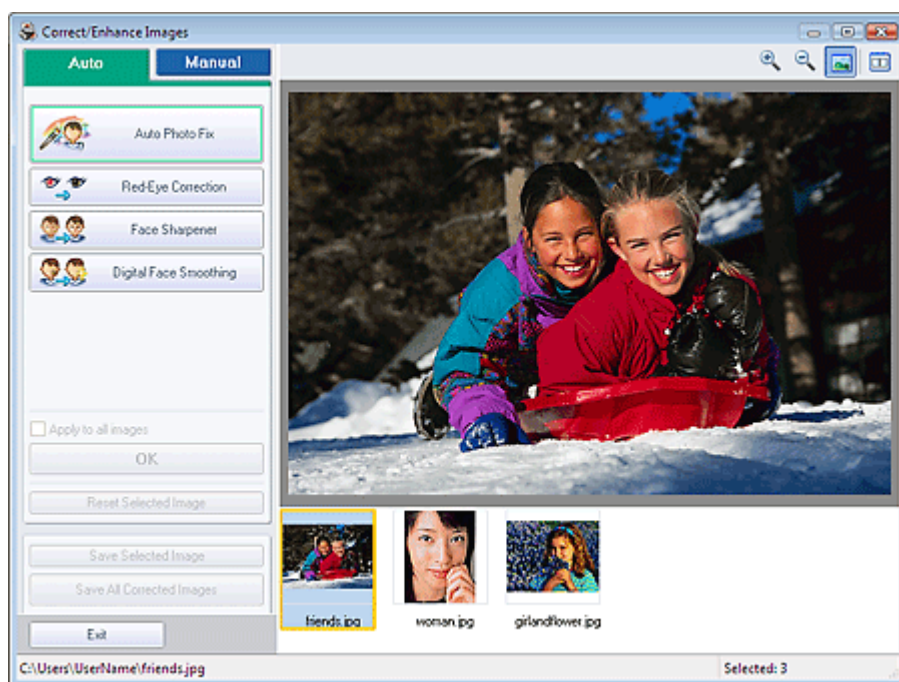 Correct/Enhance Images
Auto
Manual
Auto Photo Fix
Red-Eye Correction
Face Sharpener
Digital Face Smoothing
Apply to all images
OK
Reset Selected Image
Save Selected Image
Save All Corrected Images
Exit
friends.jpg
woman.jpg
girlandflower.jpg
C:\Users\UserName\friends.jpg
Selected: 3